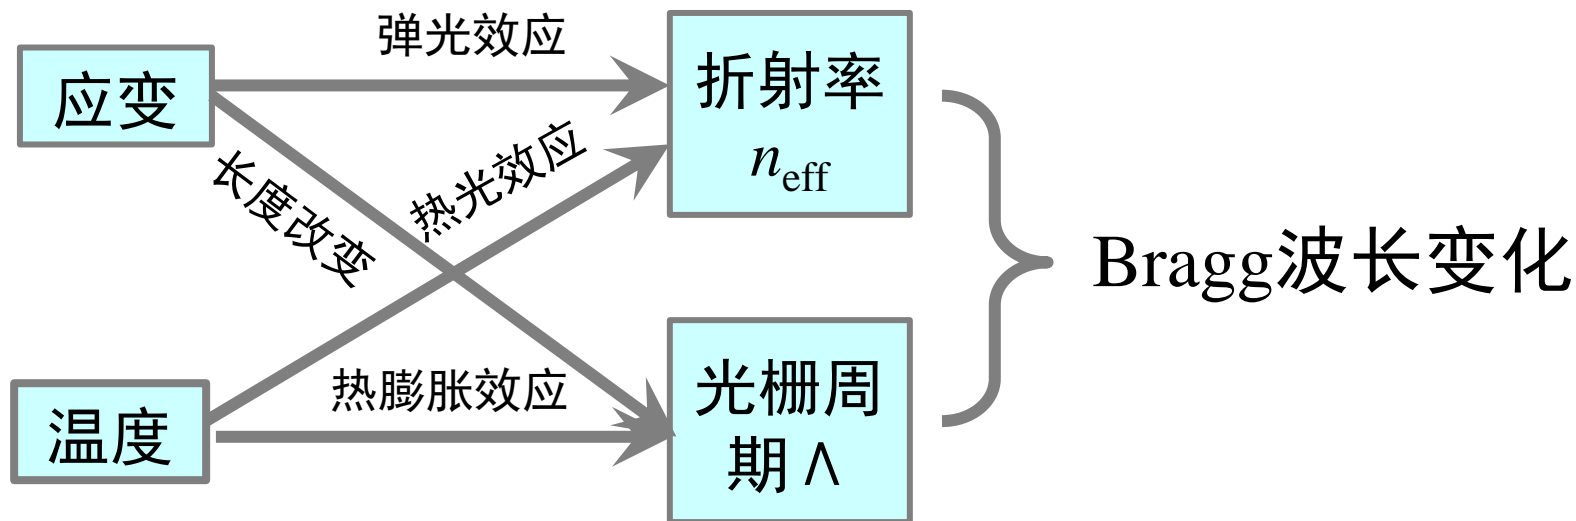 弹光效应
应变
折射率
n_eff
长度改变
热光效应
Bragg波长变化
热膨胀效应
温度
光栅周
期 Λ